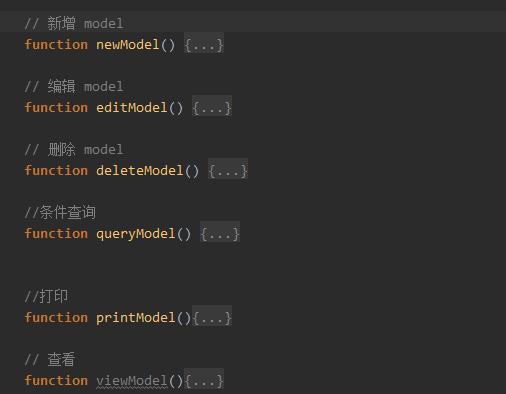 // 新增 model
function newModel() {...}
// 编辑 model
function editModel() {...}
// 删除 model
function deleteModel() {...}
//条件查询
function queryModel() {...}
//打印
function printModel(){...}
// 查看
function viewModel(){...}